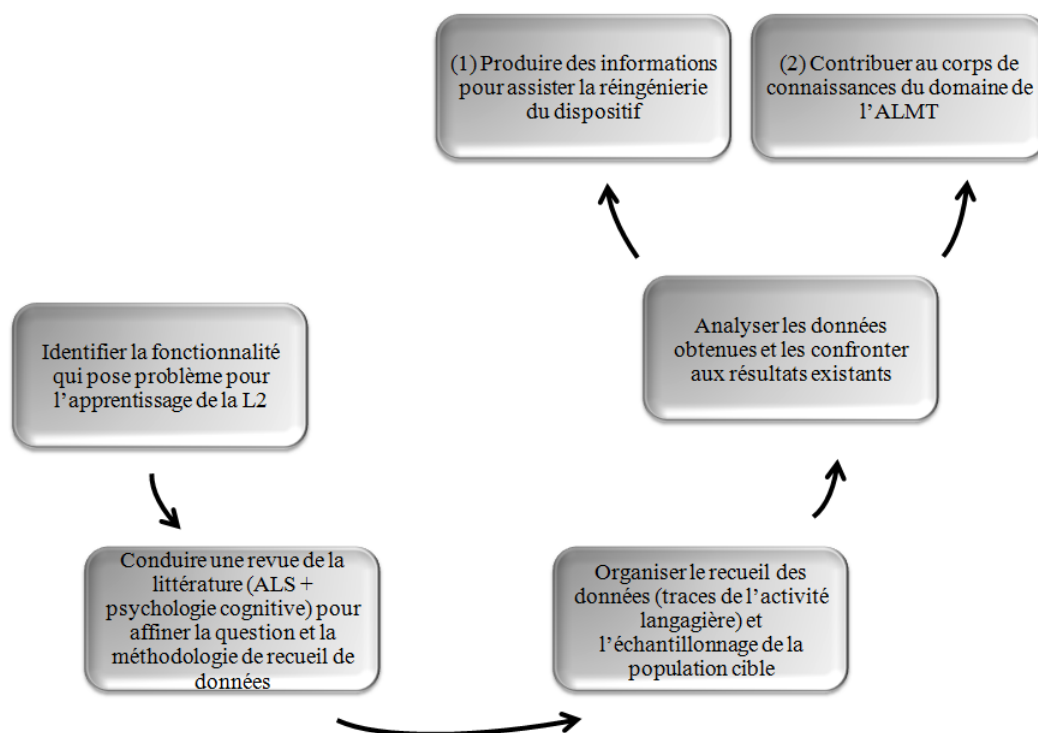 (1) Produire des informations
pour assister la réingénierie
du dispositif
(2) Contribuer au corps de
connaissances du domaine de
l’ALMT
Identifier la fonctionnalité
qui pose problème pour
l’apprentissage de la L2
Analyser les données
obtenues et les confronter
aux résultats existants
Conduire une revue de la
littérature (ALS +
psychologie cognitive) pour
affiner la question et la
méthodologie de recueil de
données
Organiser le recueil des
données (traces de l’activité
langagière) et
l’échantillonnage de la
population cible